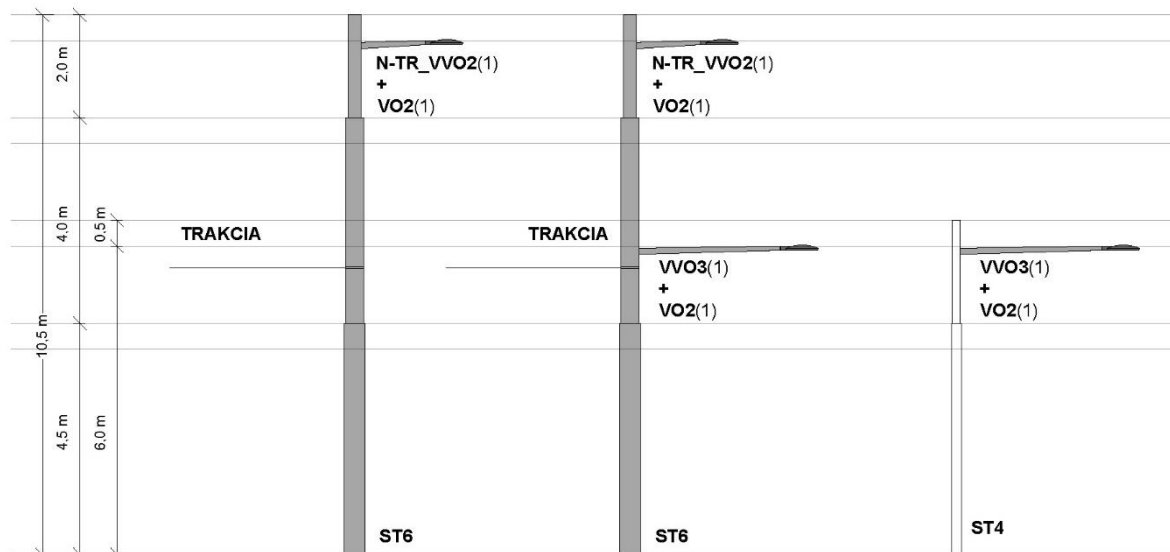 2.0 m
N-TR_VVO2(1)
+
VO2(1)
N-TR_VVO2(1)
+
VO2(1)
4.0 m
0.5 m
TRAKCIA
TRAKCIA
VVO3(1)
+
VO2(1)
VVO3(1)
+
VO2(1)
10.5 m
4.5 m
6.0 m
ST6
ST6
ST4